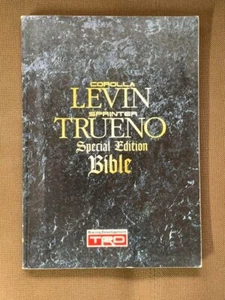 COROLLA
LEVIN
SPRINTER
TRUENO
Special Edition
Bible
TRD